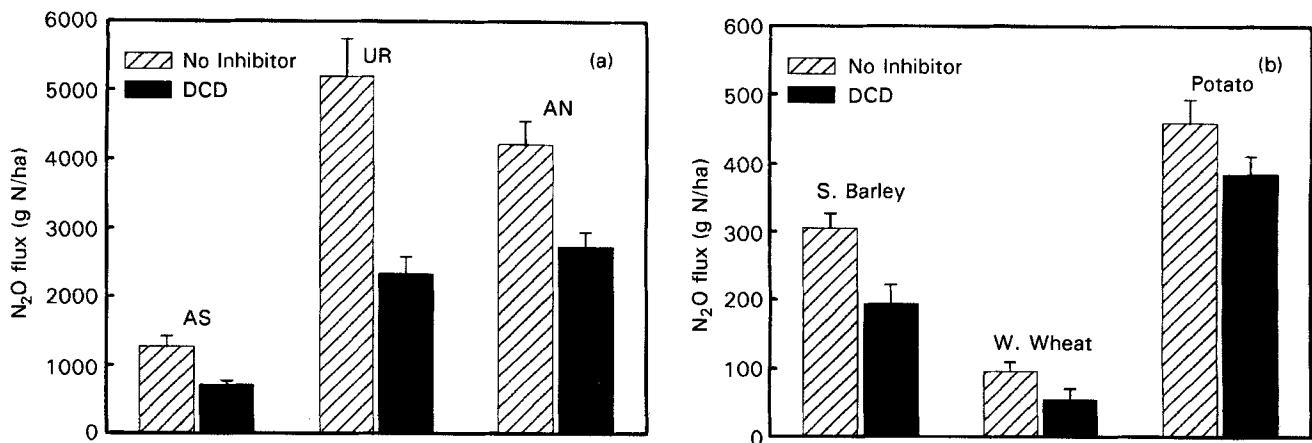 6000
5000
4000
3000
2000
1000
0
N₂O flux (g N/ha)
No Inhibitor
DCD
(a)
AS
UR
AN
600
500
400
300
200
100
0
N₂O flux (g N/ha)
No Inhibitor
DCD
(b)
S. Barley
W. Wheat
Potato